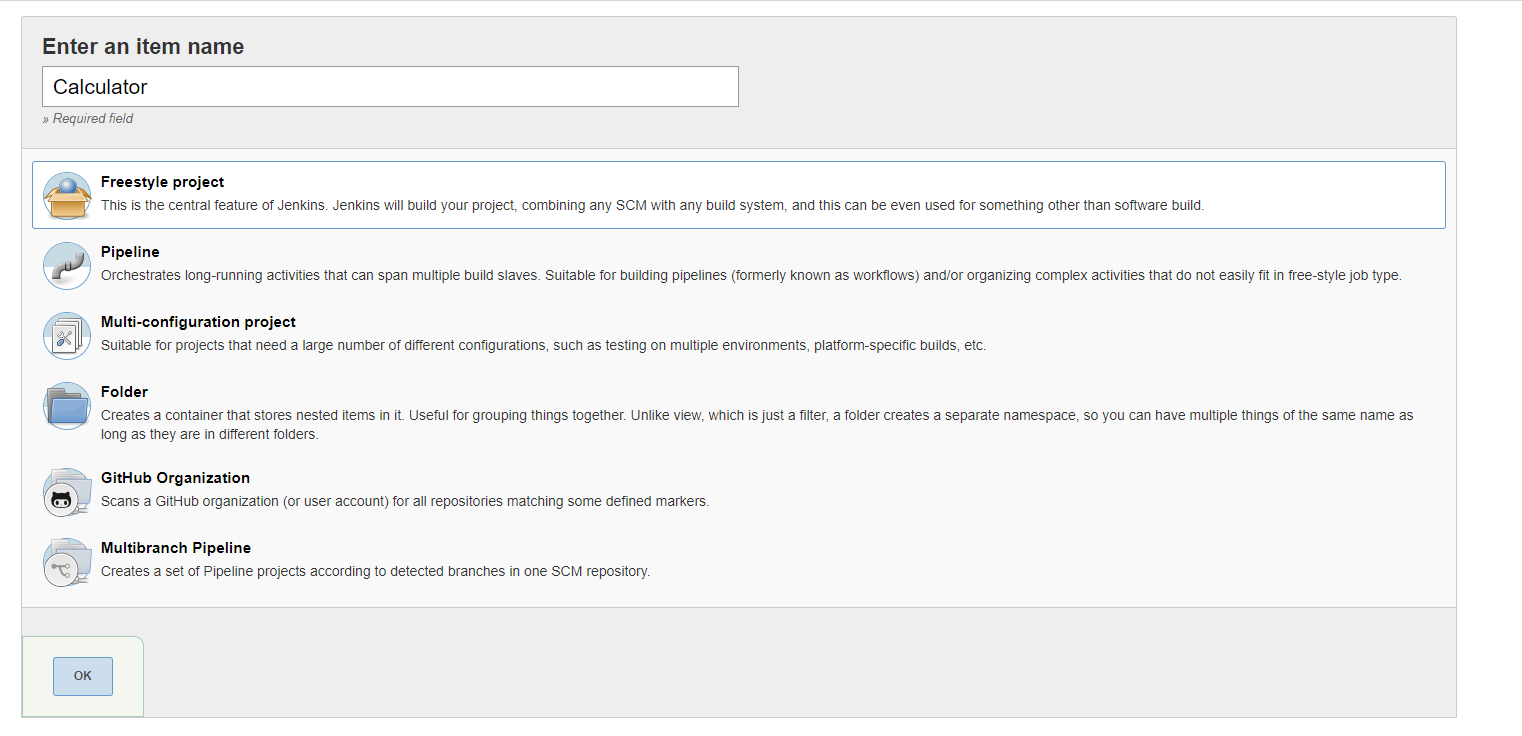 Enter an item name
Calculator
» Required field
Freestyle project
This is the central feature of Jenkins. Jenkins will build your project, combining any SCM with any build system, and this can be even used for something other than software build.
Pipeline
Orchestrates long-running activities that can span multiple build slaves. Suitable for building pipelines (formerly known as workflows) and/or organizing complex activities that do not easily fit in free-style job type.
Multi-configuration project
Suitable for projects that need a large number of different configurations, such as testing on multiple environments, platform-specific builds, etc.
Folder
Creates a container that stores nested items in it. Useful for grouping things together. Unlike view, which is just a filter, a folder creates a separate namespace, so you can have multiple things of the same name as
long as they are in different folders.
GitHub Organization
Scans a GitHub organization (or user account) for all repositories matching some defined markers.
Multibranch Pipeline
Creates a set of Pipeline projects according to detected branches in one SCM repository.
OK